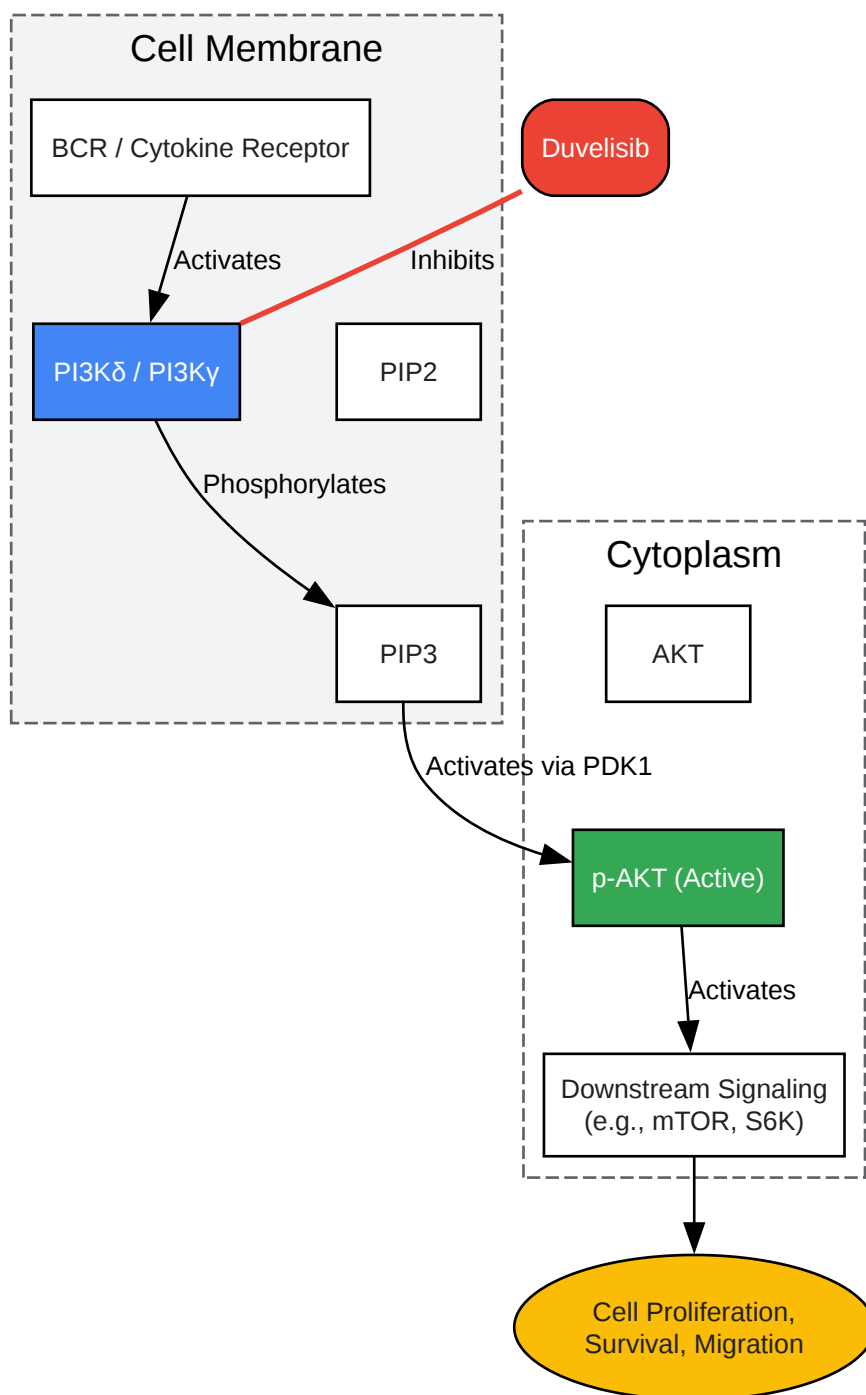 Cell Membrane
BCR / Cytokine Receptor
Duvelisib
Activates
Inhibits
PI3Kδ / PI3Kγ
PIP2
Phosphorylates
Cytoplasm
PIP3
AKT
Activates via PDK1
p-AKT (Active)
Activates
Downstream Signaling
(e.g., mTOR, S6K)
Cell Proliferation,
Survival, Migration